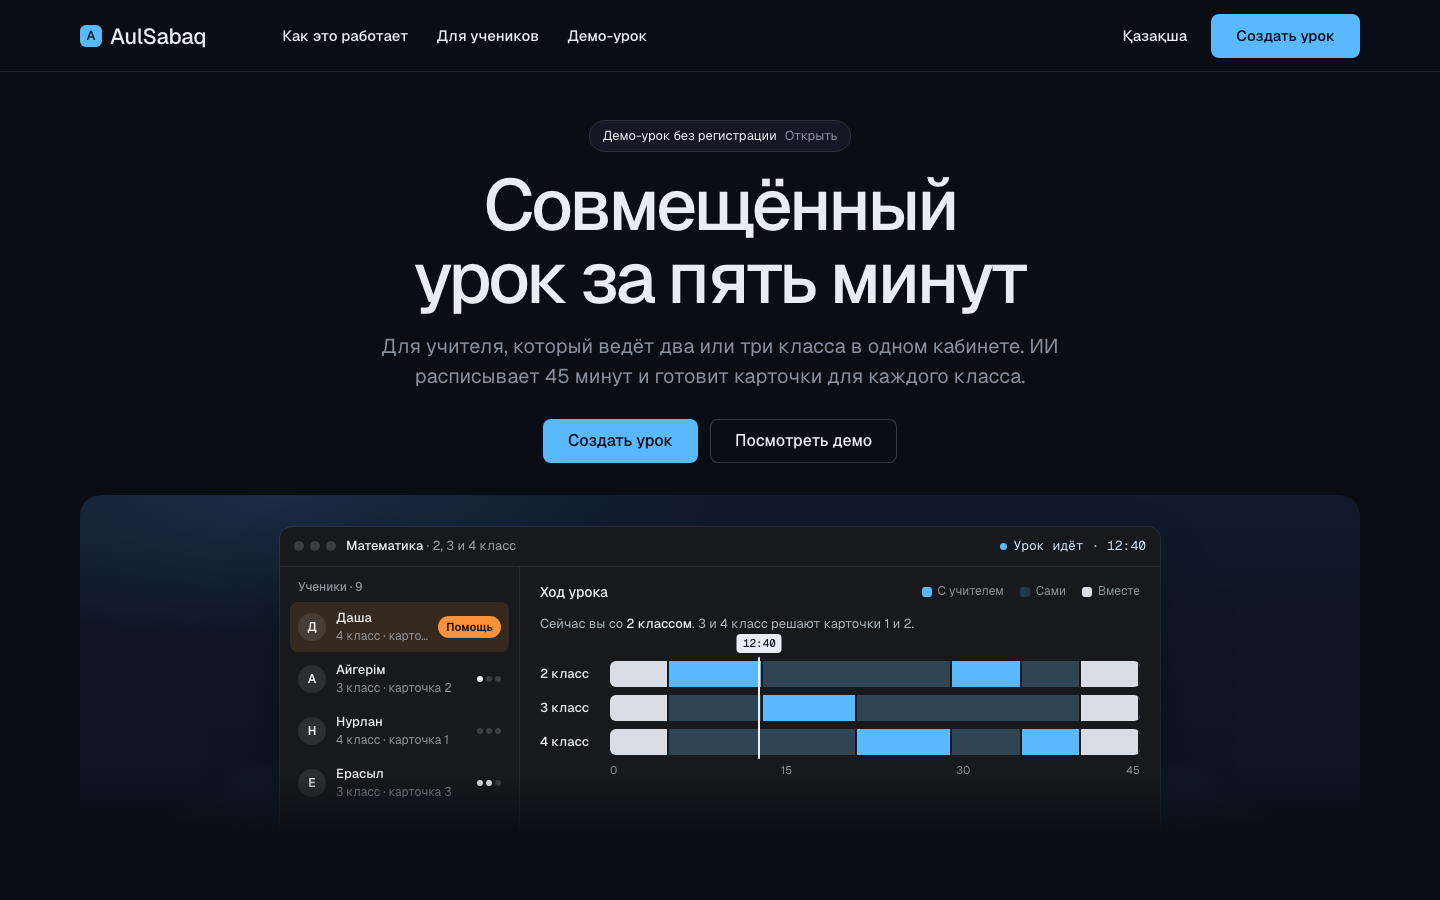 A AulSabaq
Как это работает
Для учеников
Демо-урок
Қазақша
Создать урок
Демо-урок без регистрации Открыть
Совмещённый
урок за пять минут
Для учителя, который ведёт два или три класса в одном кабинете. ИИ
расписывает 45 минут и готовит карточки для каждого класса.
Создать урок
Посмотреть демо
Математика · 2, 3 и 4 класс
Урок идёт · 12:40
Ученики · 9
Д
Даша
4 класс · карто...
Помощь
А
Айгерім
3 класс · карточка 2
Н
Нурлан
4 класс · карточка 1
Е
Ерасыл
3 класс · карточка 3
Ход урока
С учителем
Сами
Вместе
Сейчас вы со 2 классом. 3 и 4 класс решают карточки 1 и 2.
12:40
2 класс
3 класс
4 класс
0 15 30 45